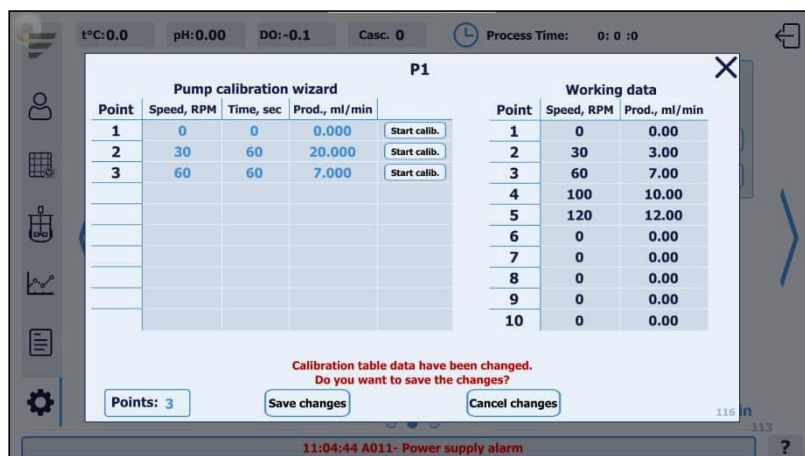 t°C:0.0 pH:0.00 DO:-0.1 Casc. 0 Process Time: 0: 0 :0
P1
Pump calibration wizard
Point Speed, RPM Time, sec Prod., ml/min
1 0 0 0.000 Start calib.
2 30 60 20.000 Start calib.
3 60 60 7.000 Start calib.
Working data
Point Speed, RPM Prod., ml/min
1 0 0.00
2 30 3.00
3 60 7.00
4 100 10.00
5 120 12.00
6 0 0.00
7 0 0.00
8 0 0.00
9 0 0.00
10 0 0.00
Calibration table data have been changed.
Do you want to save the changes?
Points: 3 Save changes Cancel changes
116 in
113
11:04:44 A011- Power supply alarm ?